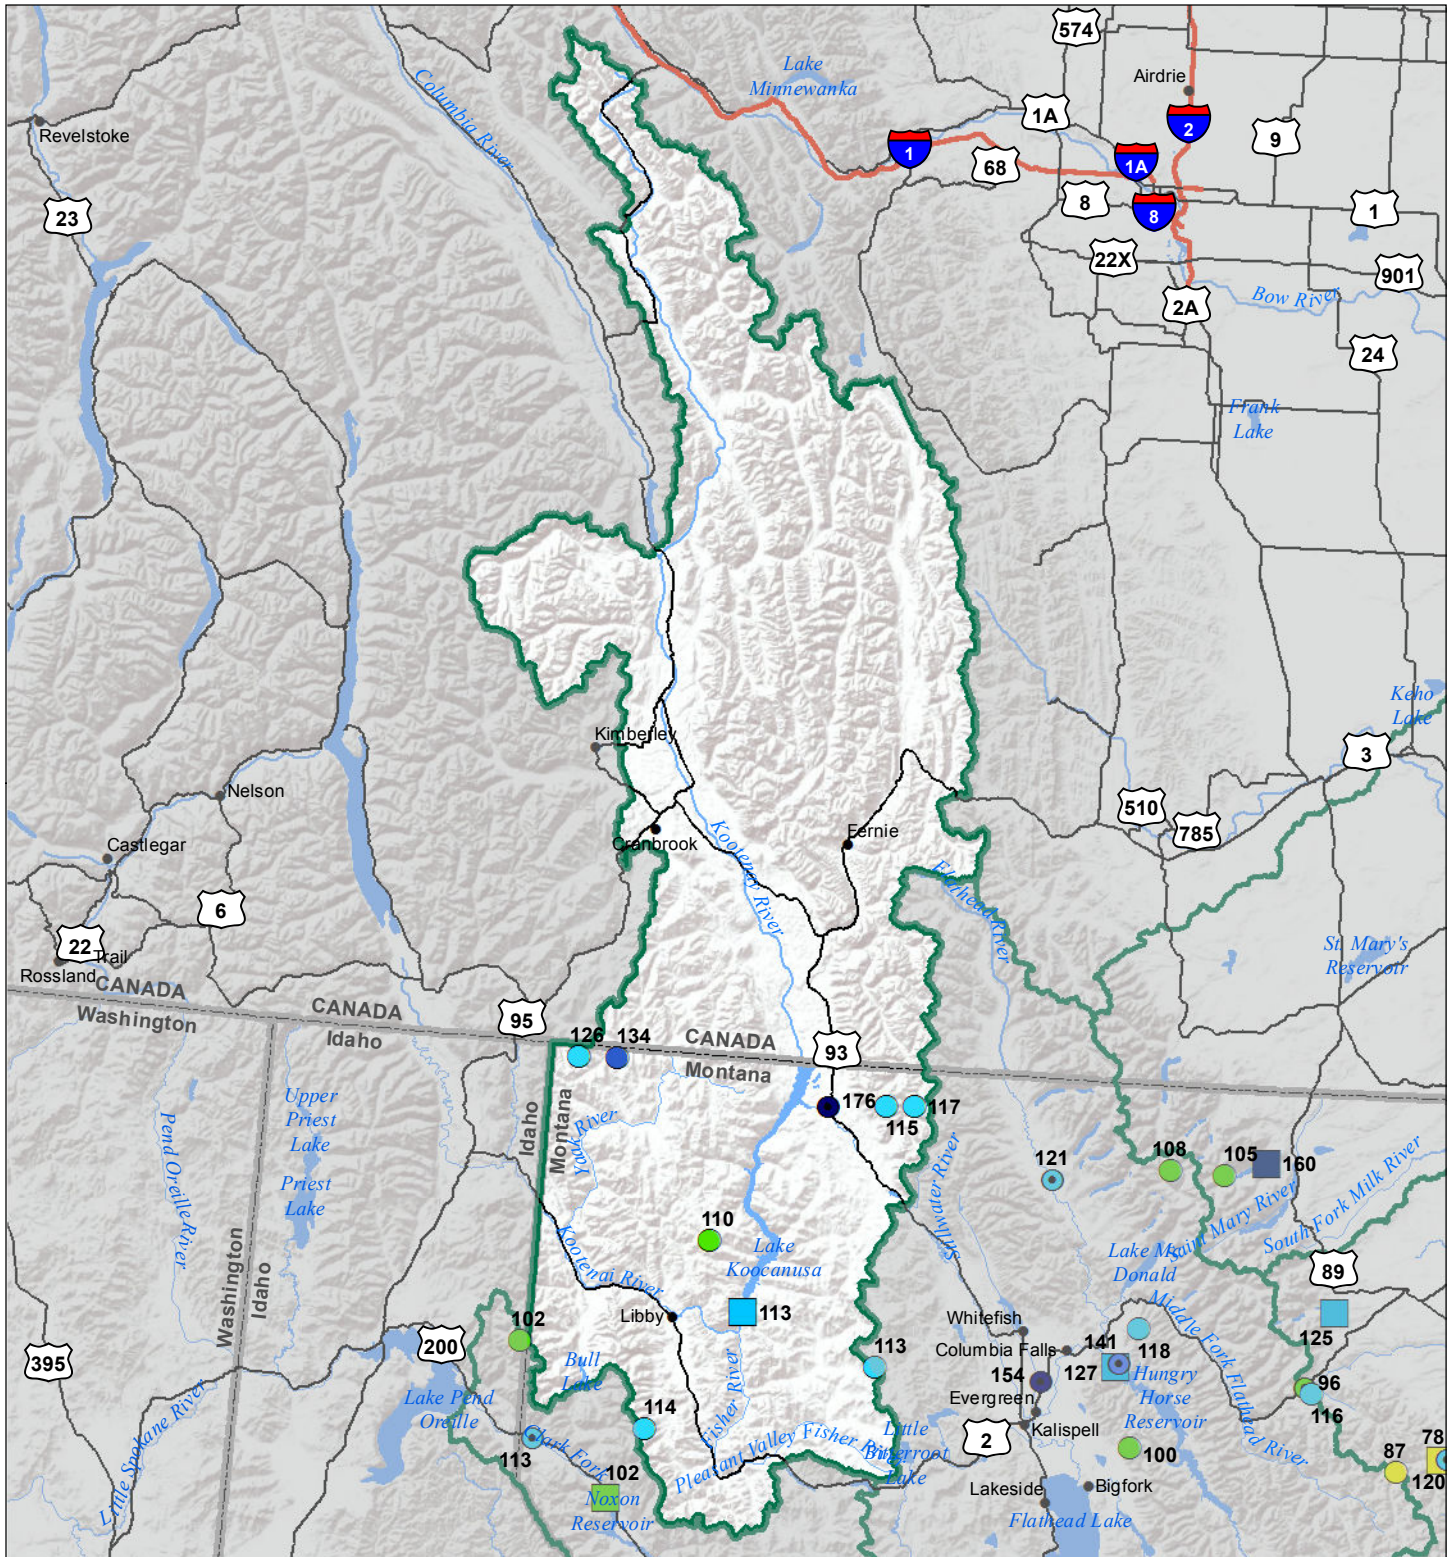 574
Airdrie
Lake
Minnewanka
Columbia River
1A
2
9
Revelstoke
1
68
1A
8
8
1
23
22X
901
2A
Bow River
24
Frank
Lake
Keho
Lake
Kimberley
3
Nelson
510
785
Castlegar
Cranbrook
Kootenay River
Fernie
Flathead River
6
22
Trail
Rossland
St. Mary's
Reservoir
CANADA
Washington
CANADA
Idaho
95
126
134
CANADA
Montana
93
Upper
Priest
Lake
Priest
Lake
Pend Oreille River
Idaho
Montana
Yaak River
176
115
117
Stillwater River
121
108
105
160
Saint Mary River
South Fork Milk River
Washington
Idaho
110
Lake
Koocanusa
Kootenai River
Lake Mc
Donald
Middle Fork Flathead River
89
Libby
113
102
200
395
Whitefish
Columbia Falls
141
118
127
125
Bull
Lake
Fisher River
113
154
Evergreen
Hungry
Horse
Reservoir
96
116
Lake Pend
Oreille
Little Spokane River
114
Clark Fork
113
Pleasant Valley Fisher River
Little
Bitterroot
Lake
2
Kalispell
100
87
78
120
102
Noxon
Reservoir
Lakeside
Bigfork
Flathead Lake